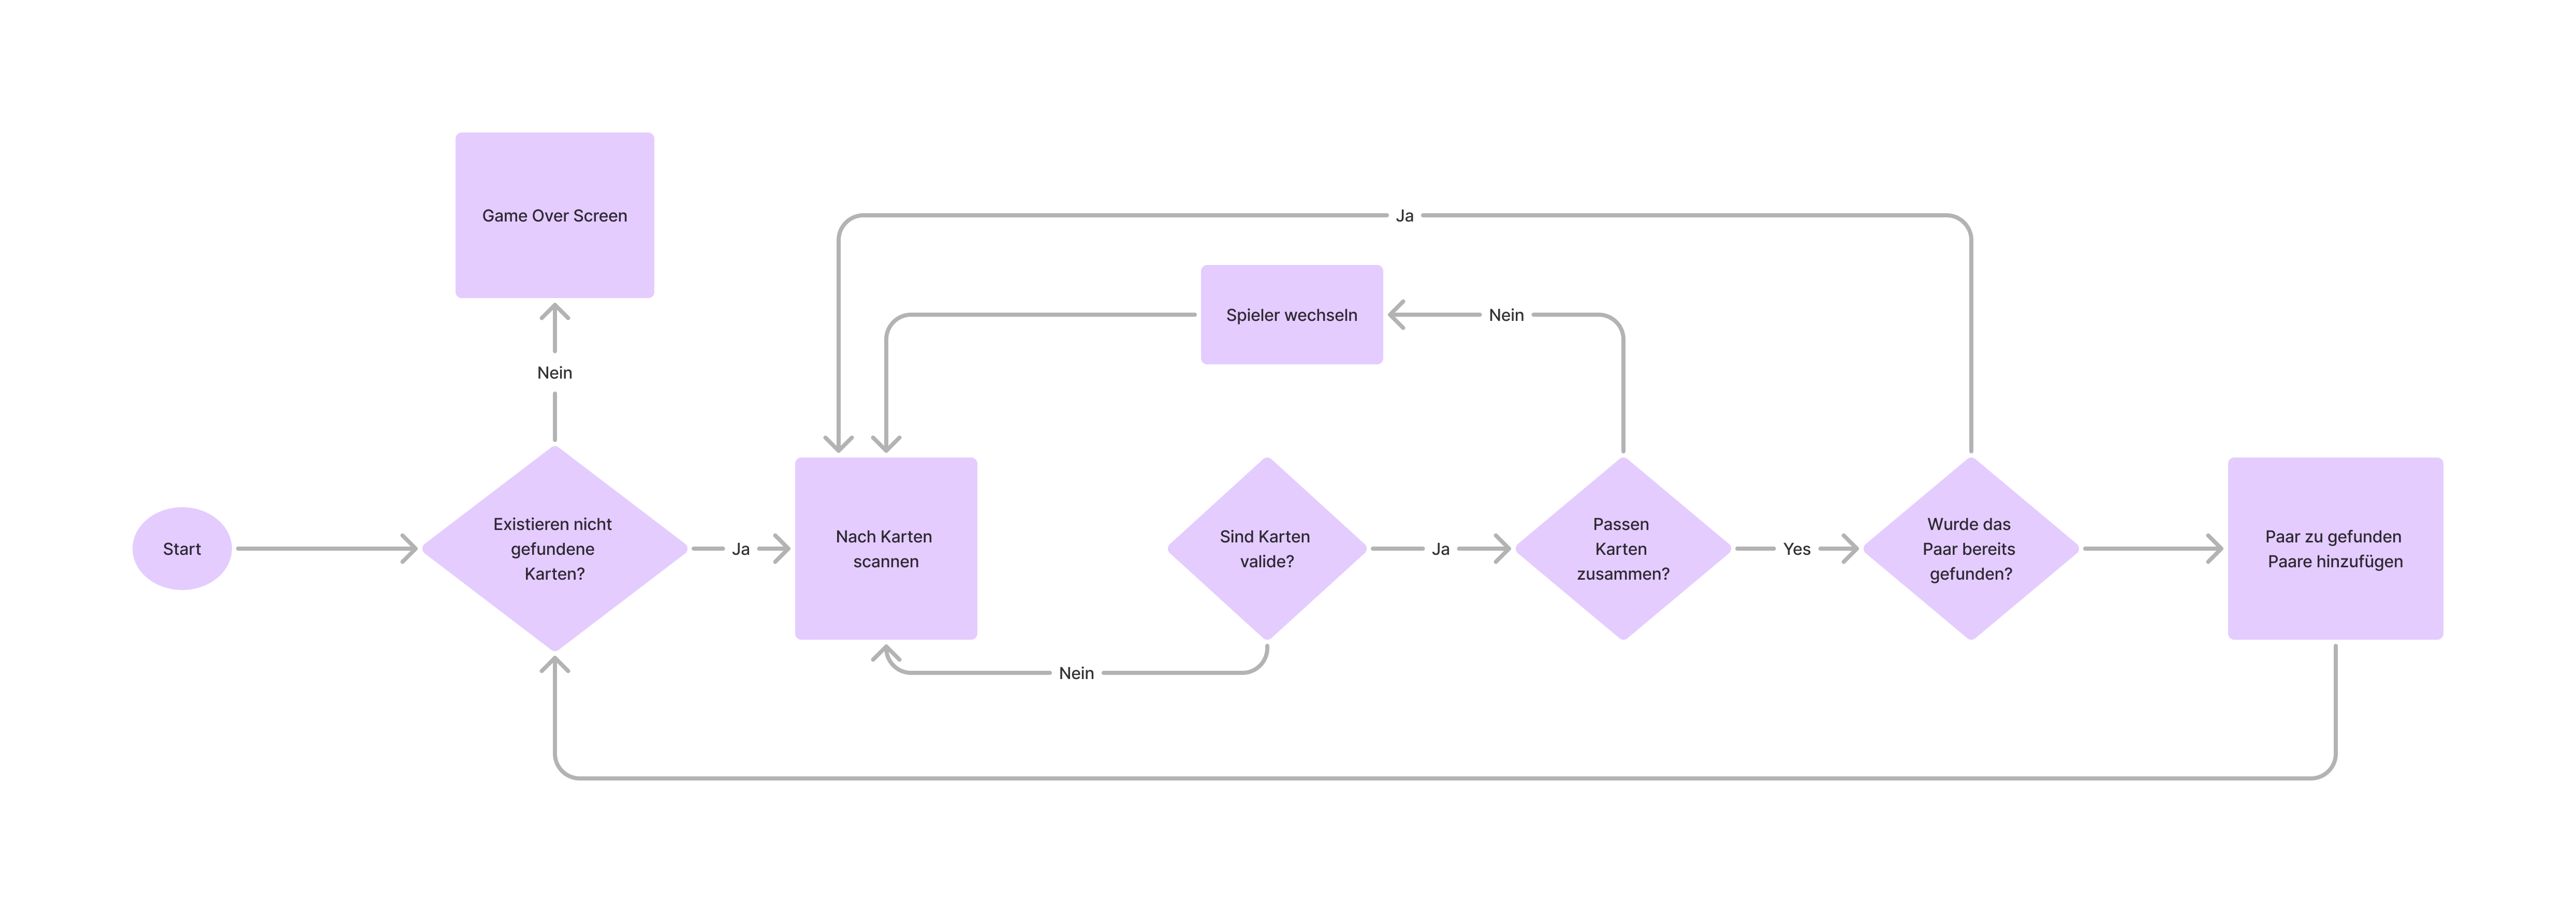 Game Over Screen
Ja
Spieler wechseln
Nein
Nein
Start
Existieren nicht
gefundene
Karten?
Ja
Nach Karten
scannen
Sind Karten
valide?
Ja
Passen
Karten
zusammen?
Yes
Wurde das
Paar bereits
gefunden?
Paar zu gefunden
Paare hinzufügen
Nein